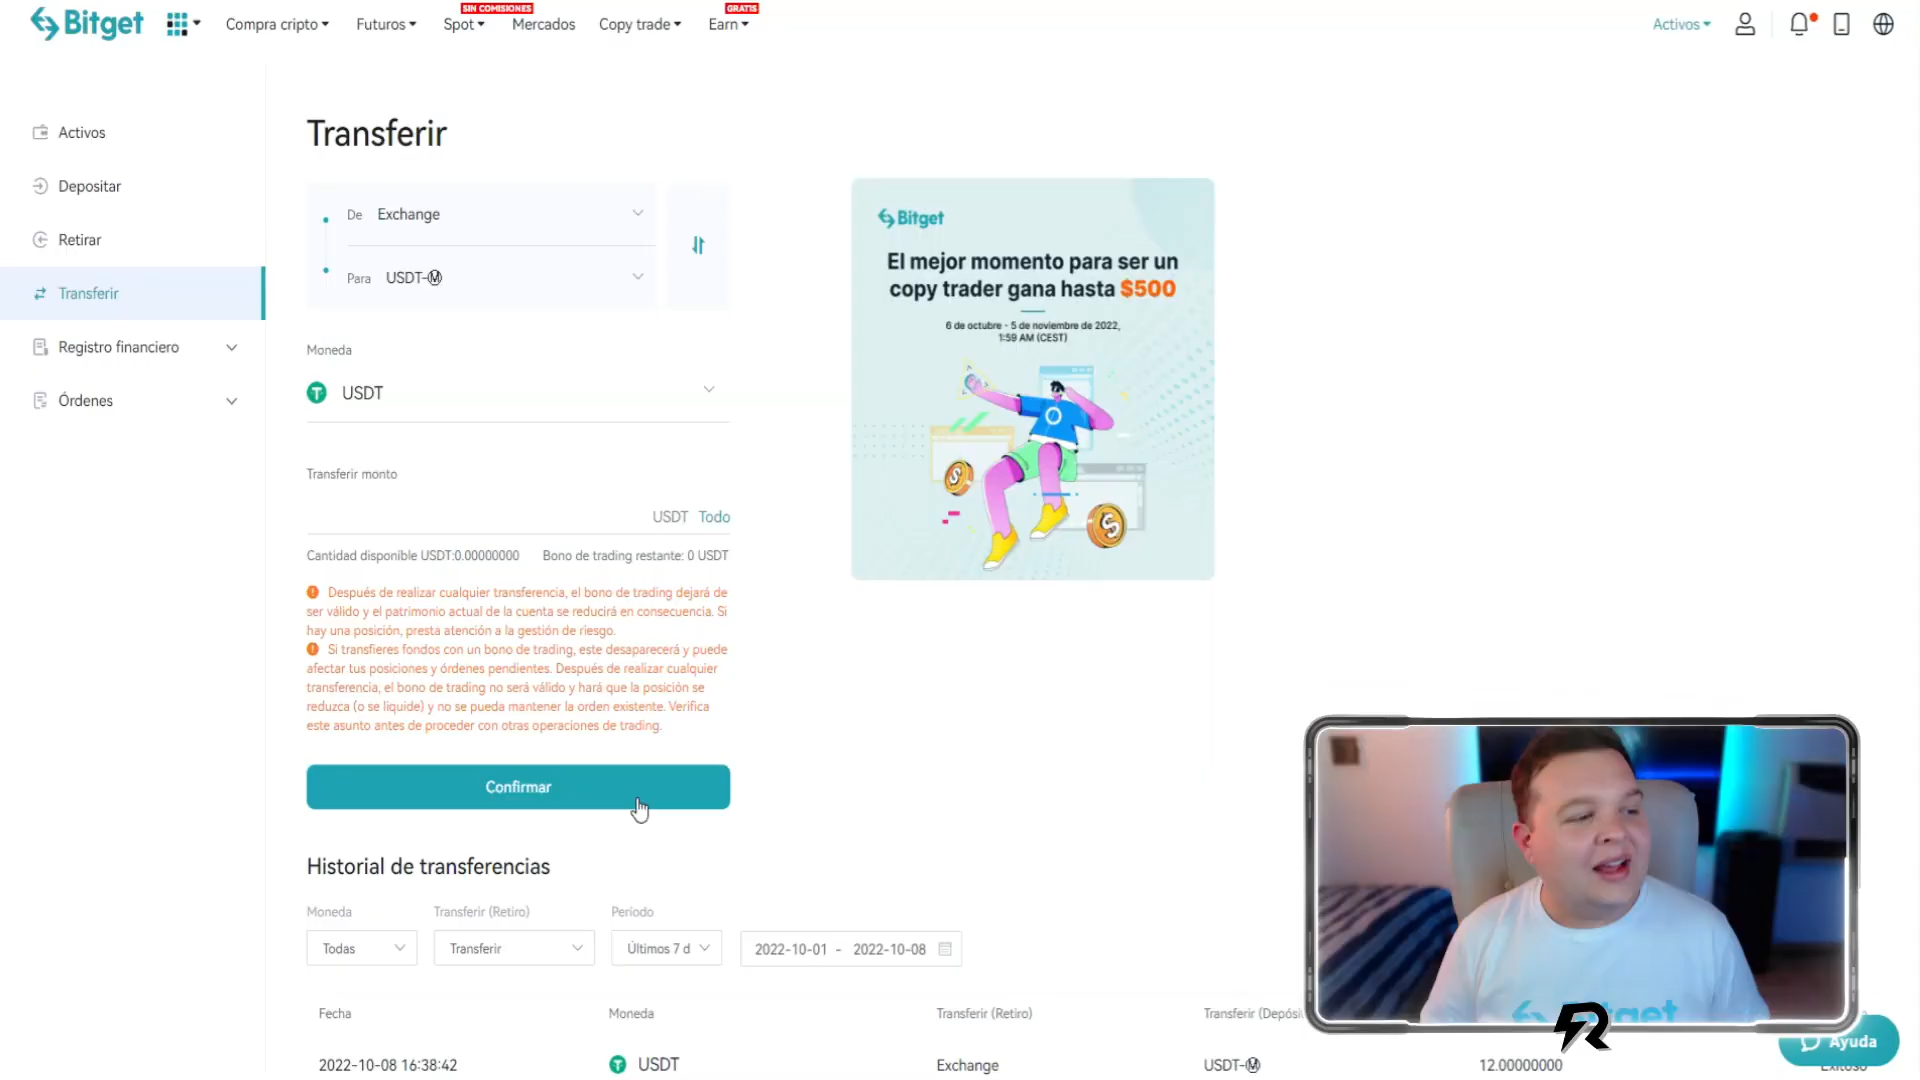 Bitget
Compra cripto
Futuros
SIN COMISIONES
Spot
Mercados
Copy trade
GRATIS
Earn
Activos
Activos
Depositar
Retirar
Transferir
Registro financiero
Órdenes
Transferir
De Exchange
Para USDT-Ⓜ
Moneda
USDT
Transferir monto
USDT Todo
Cantidad disponible USDT:0.00000000 Bono de trading restante: 0 USDT
Después de realizar cualquier transferencia, el bono de trading dejará de
ser válido y el patrimonio actual de la cuenta se reducirá en consecuencia. Si
hay una posición, presta atención a la gestión de riesgo.
Si transfieres fondos con un bono de trading, este desaparecerá y puede
afectar tus posiciones y órdenes pendientes. Después de realizar cualquier
transferencia, el bono de trading no será válido y hará que la posición se
reduzca (o se liquide) y no se pueda mantener la orden existente. Verifica
este asunto antes de proceder con otras operaciones de trading.
Confirmar
Bitget
El mejor momento para ser un
copy trader gana hasta $500
6 de octubre - 5 de noviembre de 2022,
1:59 AM (CEST)
Historial de transferencias
Moneda Transferir (Retiro) Período
Todas Transferir Últimos 7 d 2022-10-01 - 2022-10-08
Fecha Moneda Transferir (Retiro) Transferir (Depósi
2022-10-08 16:38:42 USDT Exchange USDT-Ⓜ 12.00000000 Exitoso
Bitget
Ayuda